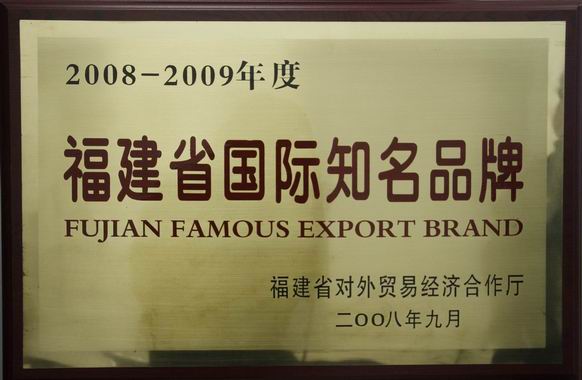 2008-2009年度
福建省国际知名品牌
FUJIAN FAMOUS EXPORT BRAND
福建省对外贸易经济合作厅
二OO八年九月